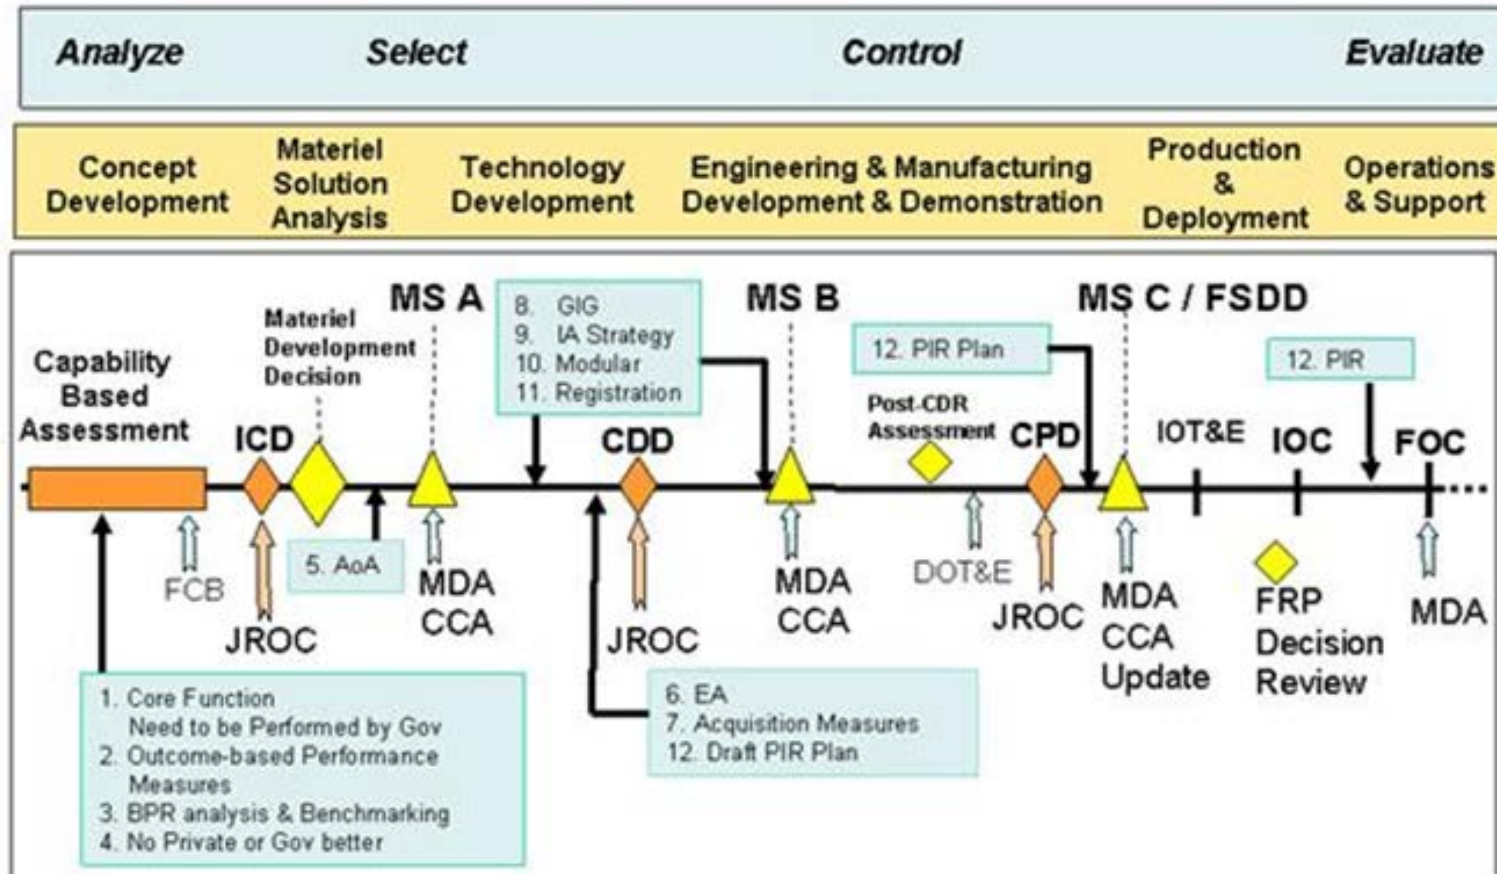 Analyze
Select
Control
Evaluate
Concept
Development
Materiel
Solution
Analysis
Technology
Development
Engineering & Manufacturing
Development & Demonstration
Production
&
Deployment
Operations
& Support
Capability
Based
Assessment
ICD
Materiel
Development
Decision
MS A
8. GIG
9. IA Strategy
10. Modular
11. Registration
CDD
MS B
12. PIR Plan
Post-CDR
Assessment
CPD
MS C / FSDD
IOT&E
IOC
12. PIR
FOC
FCB
JROC
5. AoA
MDA
CCA
JROC
MDA
CCA
DOT&E
JROC
MDA
CCA
Update
FRP
Decision
Review
MDA
1. Core Function
Need to be Performed by Gov
2. Outcome-based Performance
Measures
3. BPR analysis & Benchmarking
4. No Private or Gov better
6. EA
7. Acquisition Measures
12. Draft PIR Plan